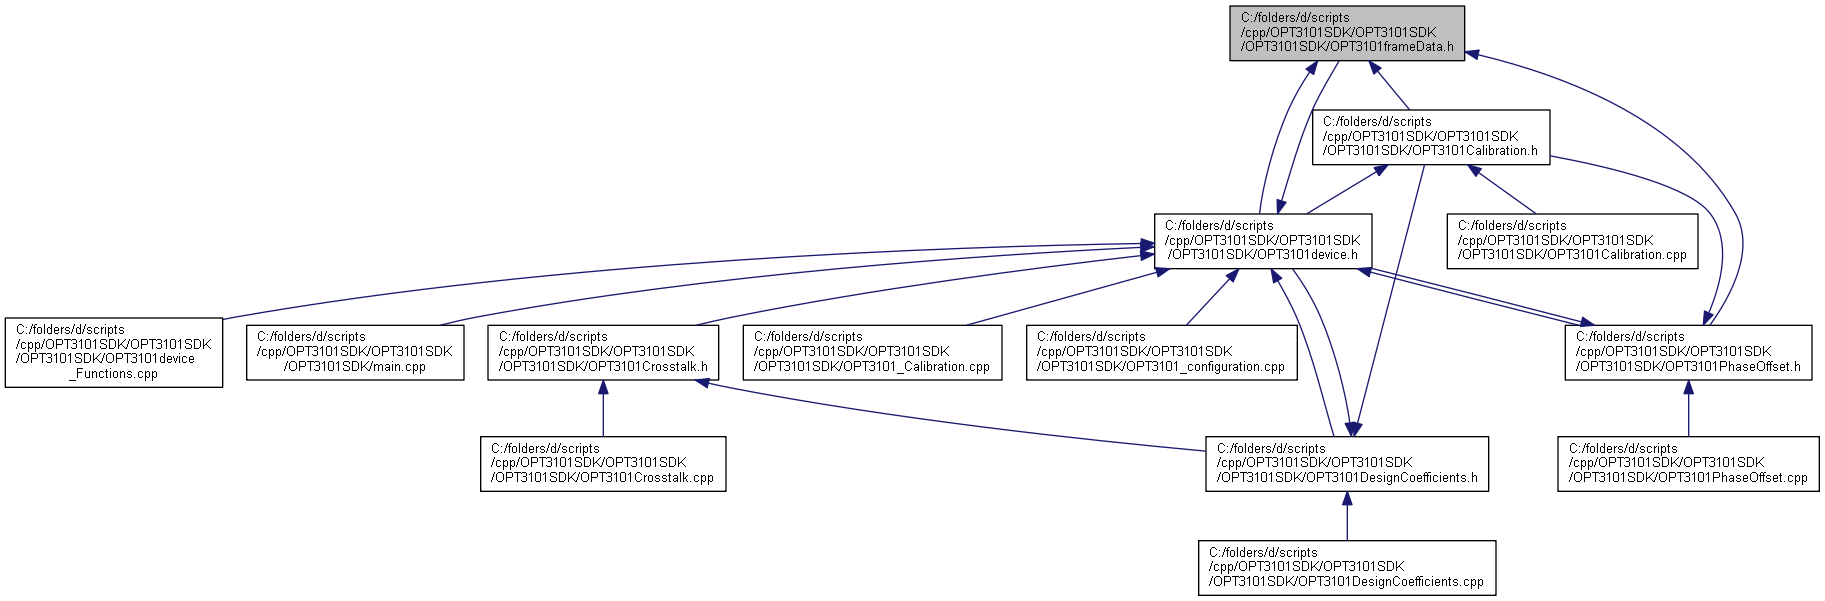 C:/folders/d/scripts
/cpp/OPT3101SDK/OPT3101SDK
/OPT3101SDK/OPT3101frameData.h
C:/folders/d/scripts
/cpp/OPT3101SDK/OPT3101SDK
/OPT3101SDK/OPT3101Calibration.h
C:/folders/d/scripts
/cpp/OPT3101SDK/OPT3101SDK
/OPT3101SDK/OPT3101device.h
C:/folders/d/scripts
/cpp/OPT3101SDK/OPT3101SDK
/OPT3101SDK/OPT3101Calibration.cpp
C:/folders/d/scripts
/cpp/OPT3101SDK/OPT3101SDK
/OPT3101SDK/OPT3101device
_Functions.cpp
C:/folders/d/scripts
/cpp/OPT3101SDK/OPT3101SDK
/OPT3101SDK/main.cpp
C:/folders/d/scripts
/cpp/OPT3101SDK/OPT3101SDK
/OPT3101SDK/OPT3101Crosstalk.h
C:/folders/d/scripts
/cpp/OPT3101SDK/OPT3101SDK
/OPT3101SDK/OPT3101_Calibration.cpp
C:/folders/d/scripts
/cpp/OPT3101SDK/OPT3101SDK
/OPT3101SDK/OPT3101_configuration.cpp
C:/folders/d/scripts
/cpp/OPT3101SDK/OPT3101SDK
/OPT3101SDK/OPT3101PhaseOffset.h
C:/folders/d/scripts
/cpp/OPT3101SDK/OPT3101SDK
/OPT3101SDK/OPT3101Crosstalk.cpp
C:/folders/d/scripts
/cpp/OPT3101SDK/OPT3101SDK
/OPT3101SDK/OPT3101DesignCoefficients.h
C:/folders/d/scripts
/cpp/OPT3101SDK/OPT3101SDK
/OPT3101SDK/OPT3101PhaseOffset.cpp
C:/folders/d/scripts
/cpp/OPT3101SDK/OPT3101SDK
/OPT3101SDK/OPT3101DesignCoefficients.cpp